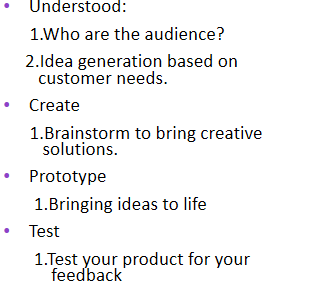 • Understood:
1.Who are the audience?
2.Idea generation based on
customer needs.
• Create
1.Brainstorm to bring creative
solutions.
• Prototype
1.Bringing ideas to life
• Test
1.Test your product for your
feedback